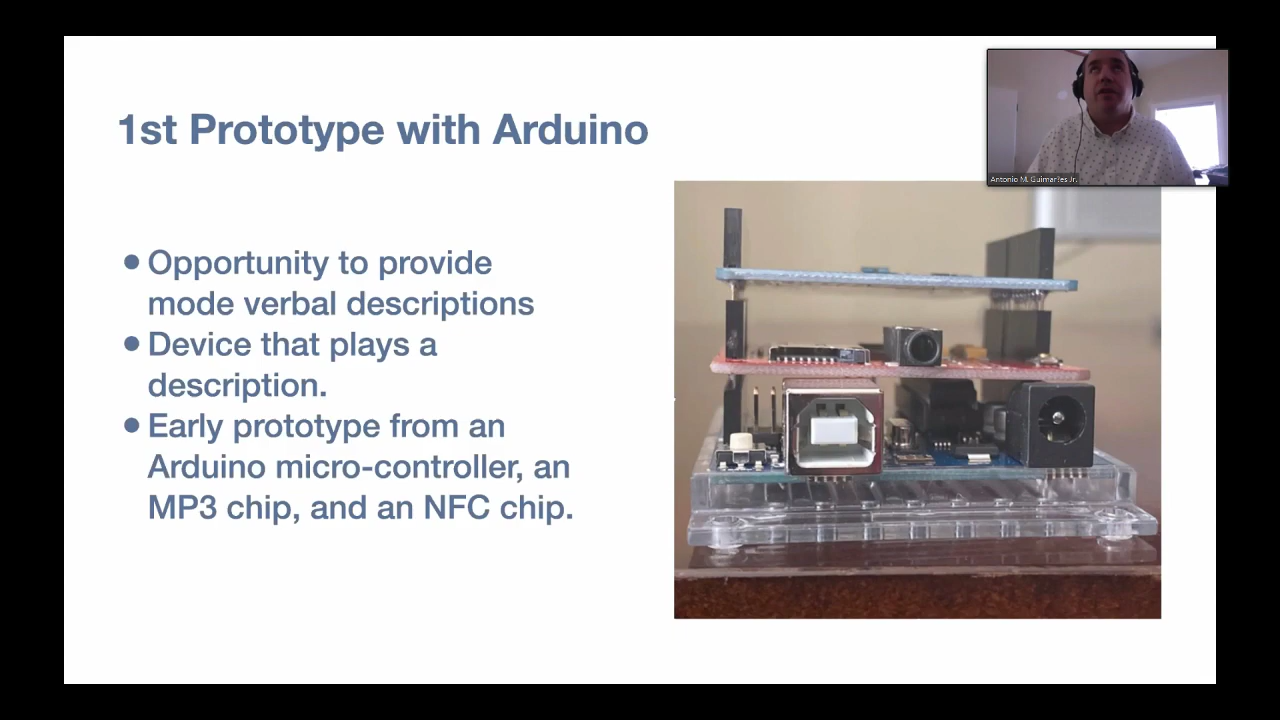 1st Prototype with Arduino
Antonio M. Guimarães Jr.
• Opportunity to provide
mode verbal descriptions
• Device that plays a
description.
• Early prototype from an
Arduino micro-controller, an
MP3 chip, and an NFC chip.